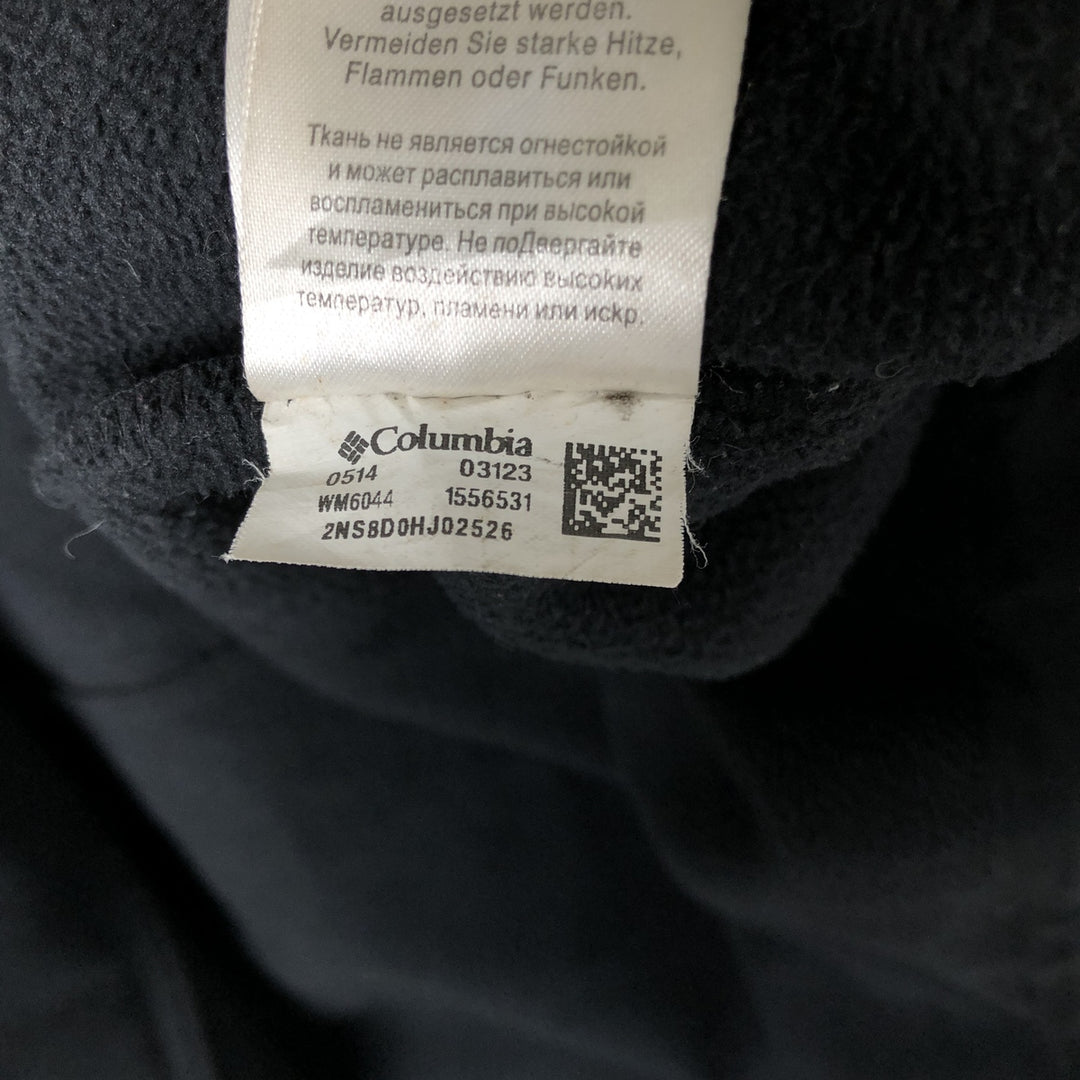 ausgesetzt werden.
Vermeiden Sie starke Hitze,
Flammen oder Funken.
Ткань не является огнестойкой
и может расплавиться или
воспламениться при высокой
температуре. Не подвергайте
изделие воздействию высоких
температур, пламени или искр.
Columbia
0514 03123
WM6044 1556531
2NS8D0HJ02526